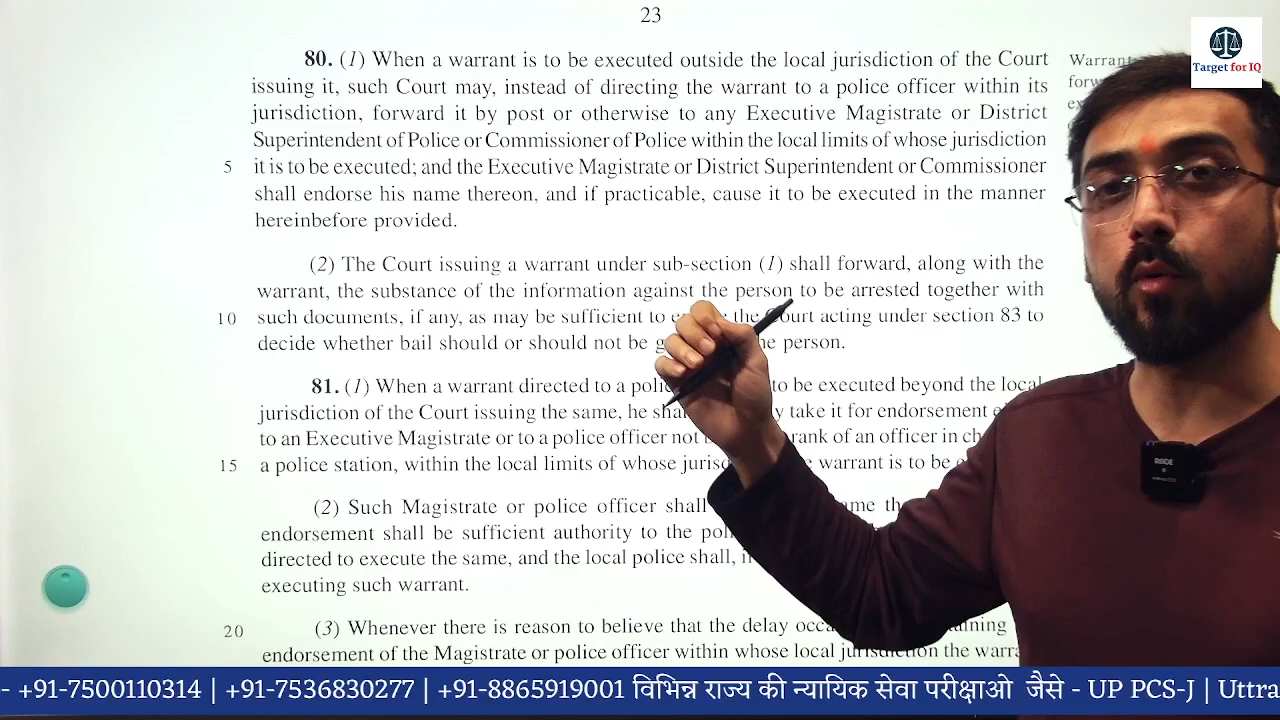 23
Target for IQ
80. (1) When a warrant is to be executed outside the local jurisdiction of the Court
issuing it, such Court may, instead of directing the warrant to a police officer within its
jurisdiction, forward it by post or otherwise to any Executive Magistrate or District
Superintendent of Police or Commissioner of Police within the local limits of whose jurisdiction
5 it is to be executed; and the Executive Magistrate or District Superintendent or Commissioner
shall endorse his name thereon, and if practicable, cause it to be executed in the manner
hereinbefore provided.
Warrant
(2) The Court issuing a warrant under sub-section (1) shall forward, along with the
warrant, the substance of the information against the person to be arrested together with
10 such documents, if any, as may be sufficient to the Court acting under section 83 to
decide whether bail should or should not be person.
81. (1) When a warrant directed to a to be executed beyond the local
jurisdiction of the Court issuing the same, he take it for endorsement
to an Executive Magistrate or to a police officer not rank of an officer in
15 a police station, within the local limits of whose warrant is to be
(2) Such Magistrate or police officer shall
endorsement shall be sufficient authority to the
directed to execute the same, and the local police shall,
executing such warrant.
20 (3) Whenever there is reason to believe that the delay
endorsement of the Magistrate or police officer within whose local jurisdiction the
- +91-7500110314 | +91-7536830277 | +91-8865919001 विभिन्न राज्य की न्यायिक सेवा परीक्षाओ जैसे - UP PCS-J | Uttra